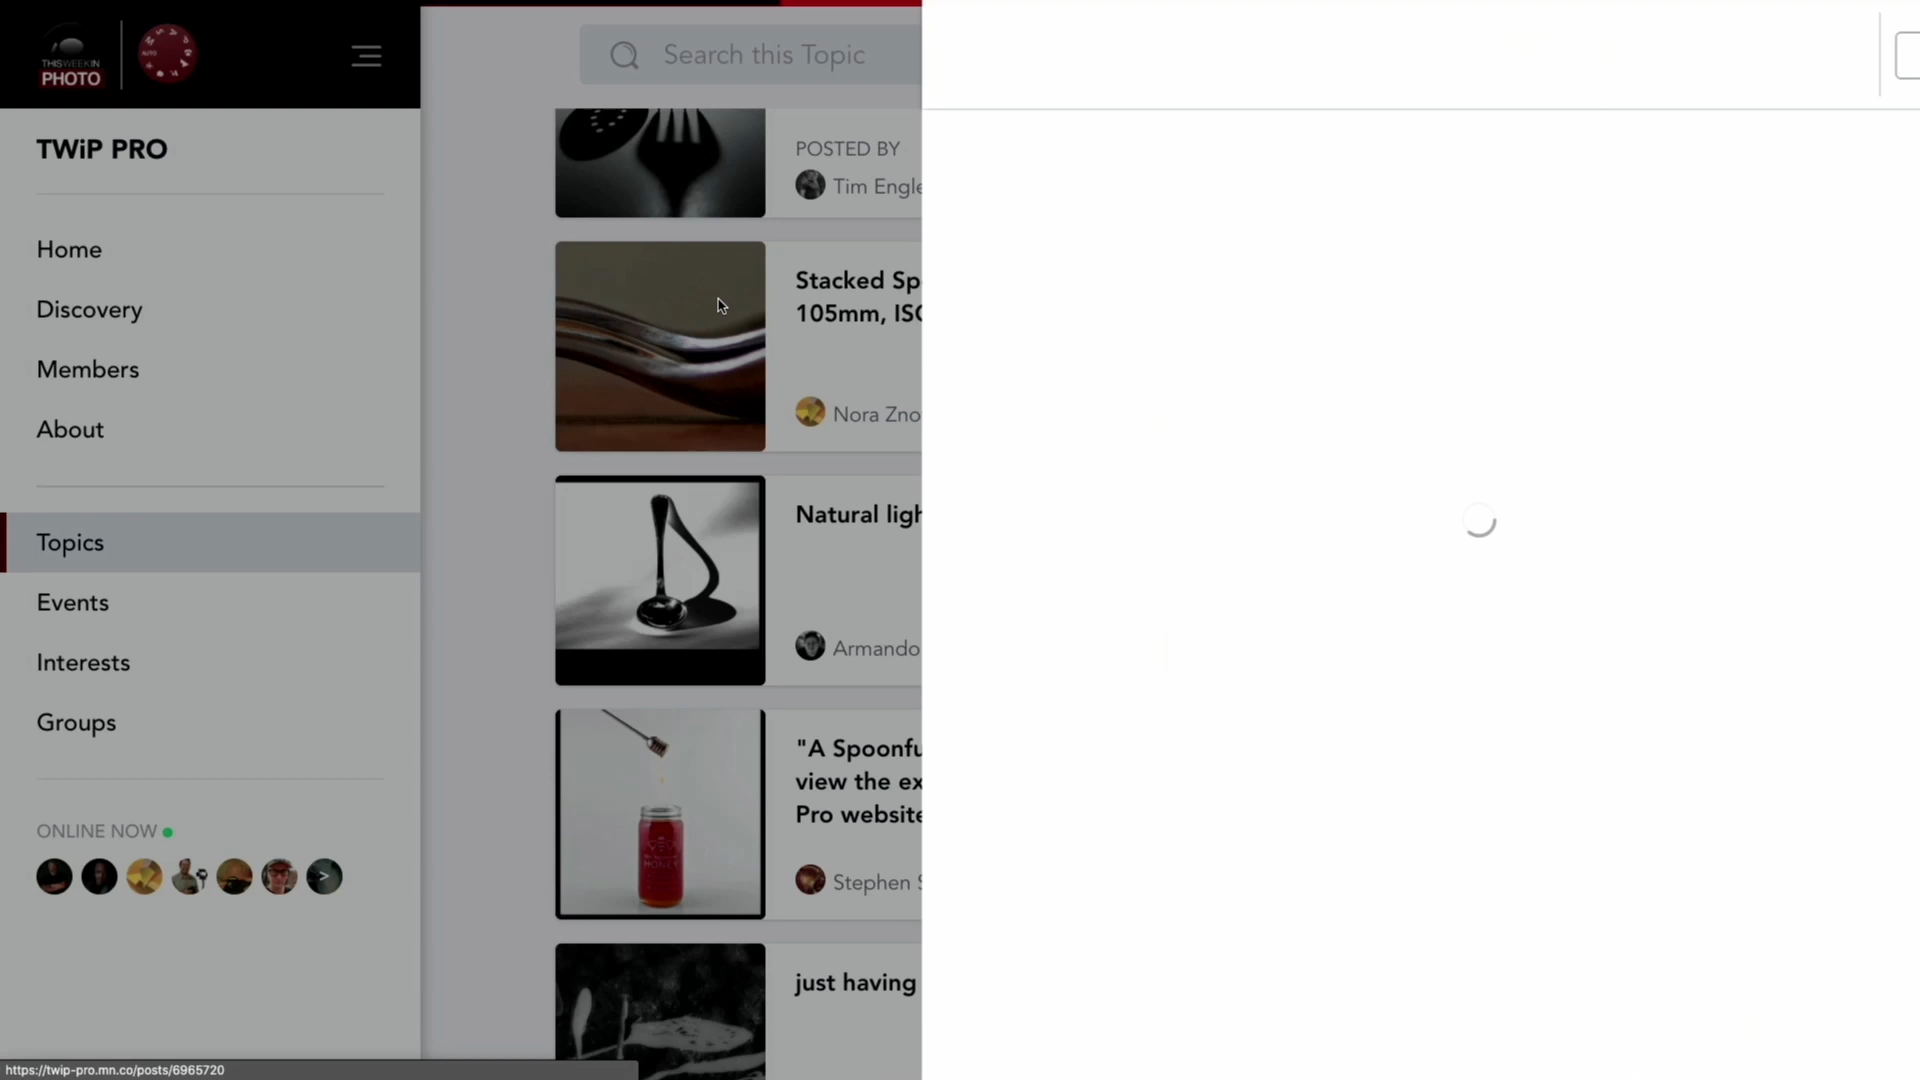 THIS WEEK IN
PHOTO
AUTO
Search this Topic
TWiP PRO
Home
Discovery
Members
About
Topics
Events
Interests
Groups
ONLINE NOW
>
POSTED BY
Tim Engle
Stacked Sp
105mm, ISO
Nora Zno
Natural ligh
Armando
"A Spoonfu
view the ex
Pro website
Stephen S
just having
HONEY
https://twip-pro.mn.co/posts/6965720